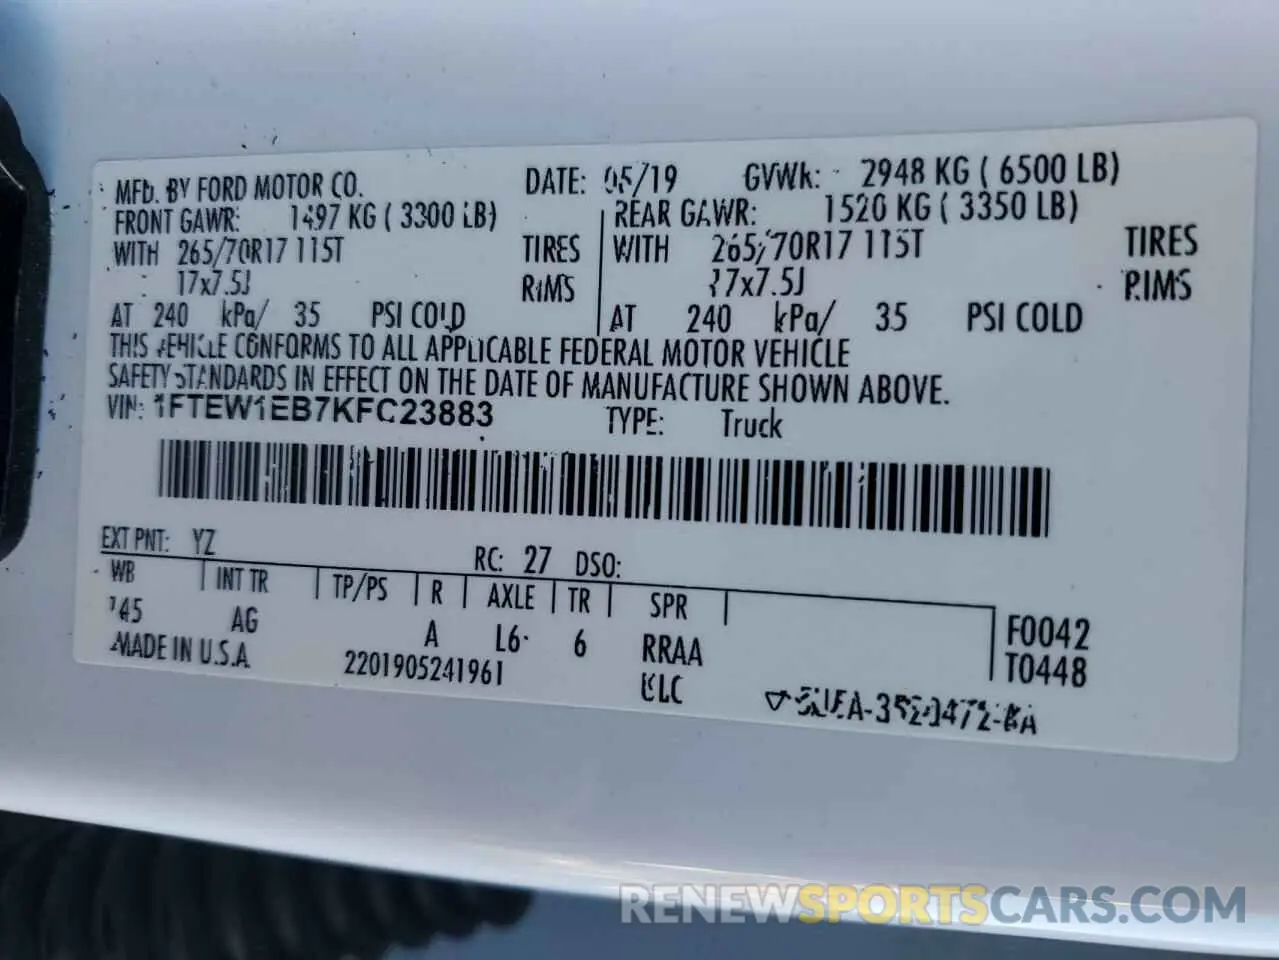 MFD. BY FORD MOTOR CO. DATE: 05/19 GVWR: 2948 KG ( 6500 LB)
FRONT GAWR: 1497 KG ( 3300 LB) REAR GAWR: 1520 KG ( 3350 LB)
WITH 265/70R17 115T TIRES WITH 265/70R17 115T TIRES
17x7.5J RIMS 17x7.5J RIMS
AT 240 kPa/ 35 PSI COLD AT 240 kPa/ 35 PSI COLD
THIS VEHICLE CONFORMS TO ALL APPLICABLE FEDERAL MOTOR VEHICLE
SAFETY STANDARDS IN EFFECT ON THE DATE OF MANUFACTURE SHOWN ABOVE.
VIN: 1FTEW1EB7KFC23883 TYPE: Truck
EXT PNT: YZ RC: 27 DSO:
WB INT TR TP/PS R AXLE TR SPR
145 AG A L6 6 RRAA F0042
MADE IN U.S.A 2201905241961 KLC T0448
RENEWSPORTSCARS.COM